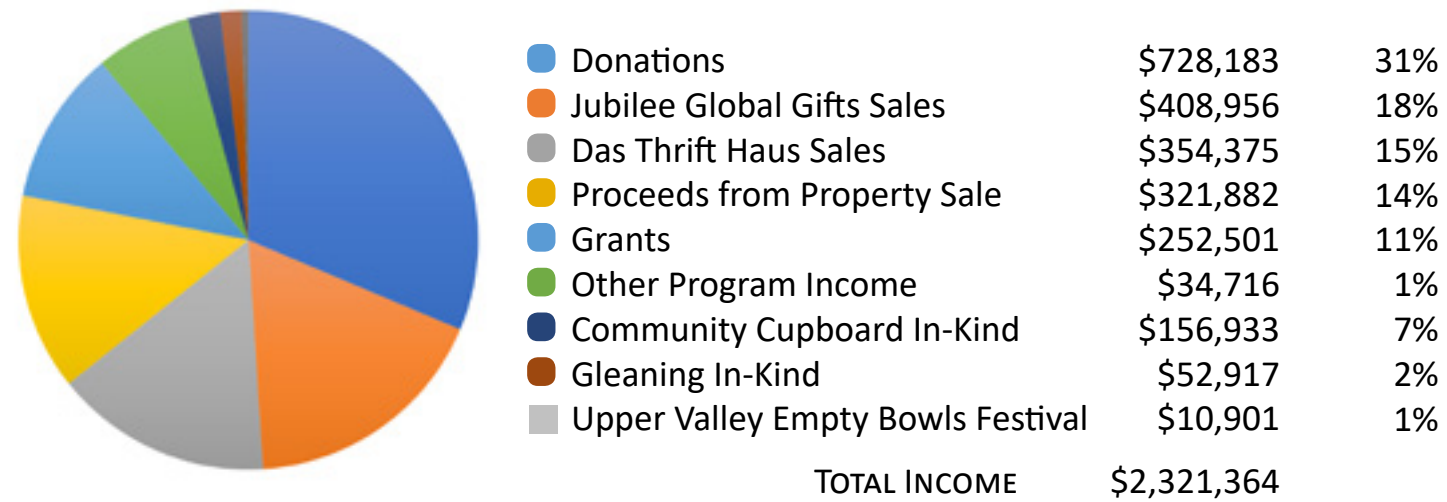 Donations $728,183 31%
Jubilee Global Gifts Sales $408,956 18%
Das Thrift Haus Sales $354,375 15%
Proceeds from Property Sale $321,882 14%
Grants $252,501 11%
Other Program Income $34,716 1%
Community Cupboard In-Kind $156,933 7%
Gleaning In-Kind $52,917 2%
Upper Valley Empty Bowls Festival $10,901 1%
TOTAL INCOME $2,321,364